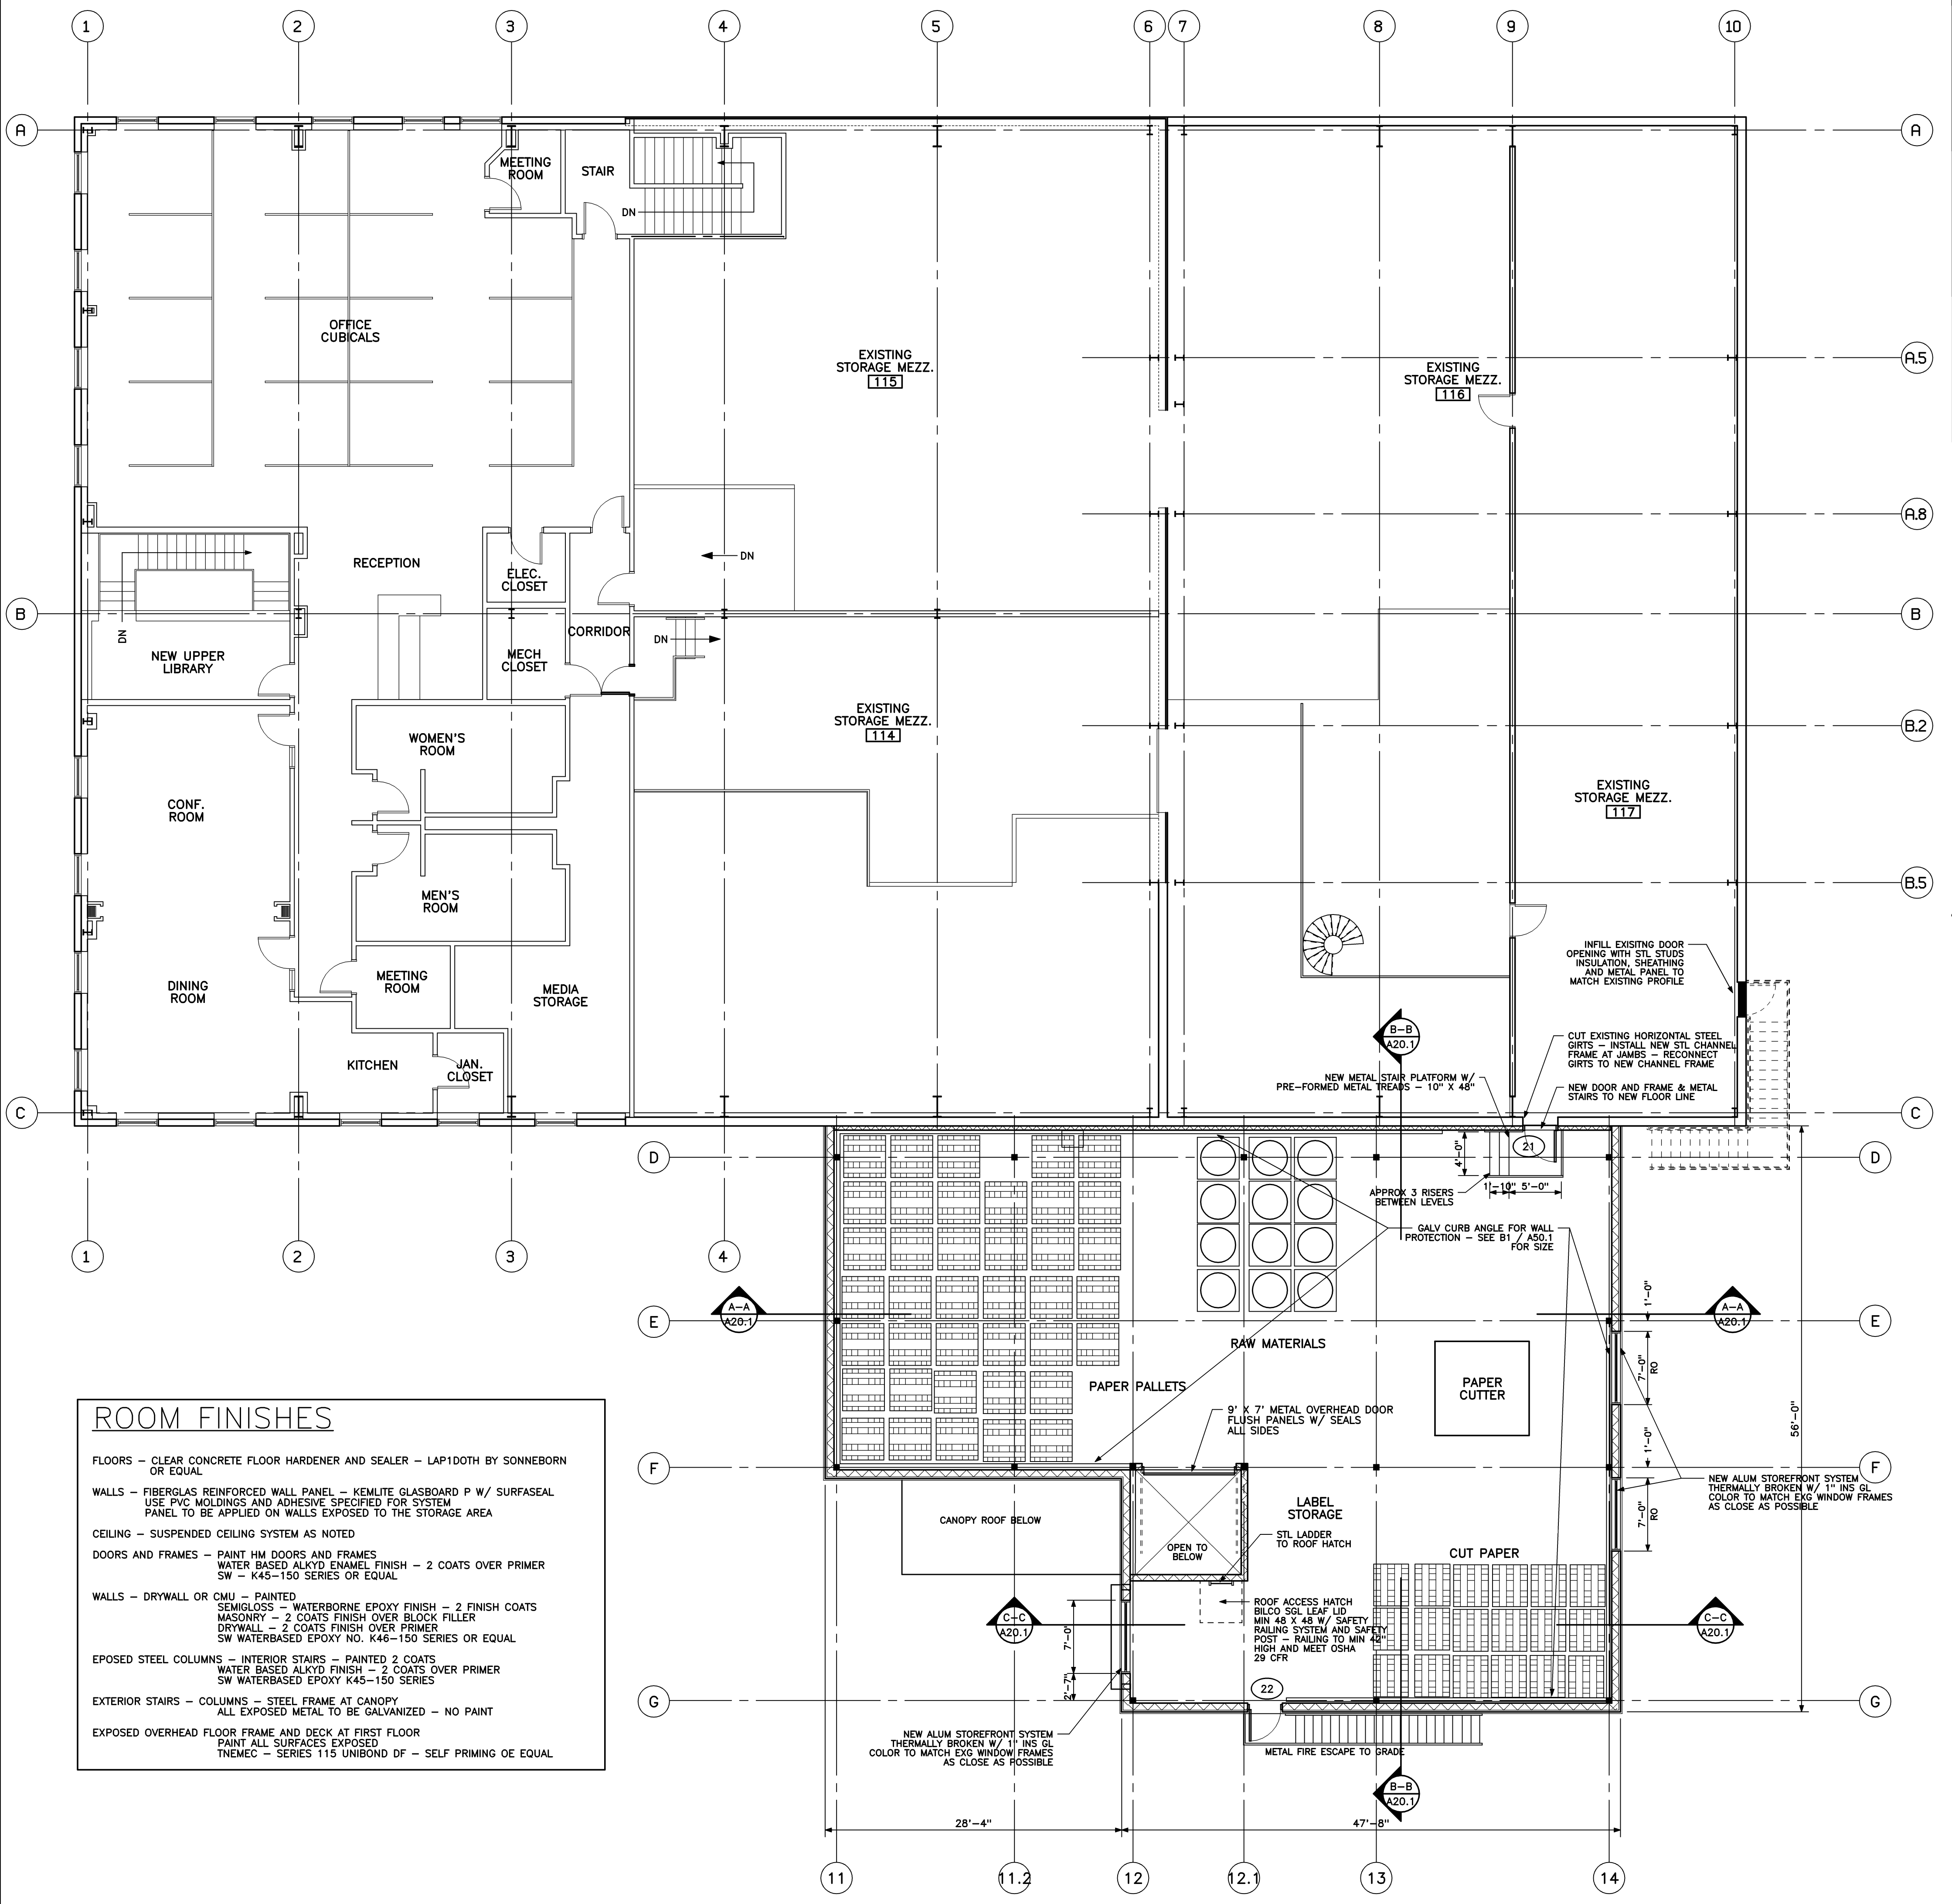 1 2 3 4 5 6 7 8 9 10
A A
MEETING
ROOM
STAIR
DN
OFFICE
CUBICALS
EXISTING
STORAGE MEZZ.
115
EXISTING
STORAGE MEZZ.
116
A.5
A.8
RECEPTION
ELEC.
CLOSET
DN
B B
DN
NEW UPPER
LIBRARY
MECH
CLOSET
CORRIDOR
DN
EXISTING
STORAGE MEZZ.
114
B.2
WOMEN'S
ROOM
CONF.
ROOM
EXISTING
STORAGE MEZZ.
117
B.5
MEN'S
ROOM
DINING
ROOM
MEETING
ROOM
MEDIA
STORAGE
KITCHEN
JAN.
CLOSET
INFILL EXISITNG DOOR
OPENING WITH STL STUDS
INSULATION, SHEATHING
AND METAL PANEL TO
MATCH EXISTING PROFILE
B-B
A20.1
CUT EXISTING HORIZONTAL STEEL
GIRTS - INSTALL NEW STL CHANNEL
FRAME AT JAMBS - RECONNECT
GIRTS TO NEW CHANNEL FRAME
NEW METAL STAIR PLATFORM W/
PRE-FORMED METAL TREADS - 10" X 48"
NEW DOOR AND FRAME & METAL
STAIRS TO NEW FLOOR LINE
C C
D D
21
4'-0"
1'-10" 5'-0"
APPROX 3 RISERS
BETWEEN LEVELS
GALV CURB ANGLE FOR WALL
PROTECTION - SEE B1 / A50.1
FOR SIZE
1 2 3 4
A-A
A20.1
A-A
A20.1
E E
1'-0"
7'-0"
RO
RAW MATERIALS
PAPER PALLETS
PAPER
CUTTER
56'-0"
9' X 7' METAL OVERHEAD DOOR
FLUSH PANELS W/ SEALS
ALL SIDES
1'-0"
F F
7'-0"
RO
NEW ALUM STOREFRONT SYSTEM
THERMALLY BROKEN W/ 1" INS GL
COLOR TO MATCH EXG WINDOW FRAMES
AS CLOSE AS POSSIBLE
LABEL
STORAGE
CANOPY ROOF BELOW
OPEN TO
BELOW
STL LADDER
TO ROOF HATCH
CUT PAPER
C-C
A20.1
C-C
A20.1
ROOF ACCESS HATCH
BILCO SGL LEAF LID
MIN 48 X 48 W/ SAFETY
RAILING SYSTEM AND SAFETY
POST - RAILING TO MIN 42"
HIGH AND MEET OSHA
29 CFR
7'-0"
2'-7"
22
G G
NEW ALUM STOREFRONT SYSTEM
THERMALLY BROKEN W/ 1" INS GL
COLOR TO MATCH EXG WINDOW FRAMES
AS CLOSE AS POSSIBLE
METAL FIRE ESCAPE TO GRADE
B-B
A20.1
28'-4"
47'-8"
11 11.2 12 12.1 13 14
ROOM FINISHES
FLOORS - CLEAR CONCRETE FLOOR HARDENER AND SEALER - LAP1DOTH BY SONNEBORN
OR EQUAL
WALLS - FIBERGLAS REINFORCED WALL PANEL - KEMLITE GLASBOARD P W/ SURFASEAL
USE PVC MOLDINGS AND ADHESIVE SPECIFIED FOR SYSTEM
PANEL TO BE APPLIED ON WALLS EXPOSED TO THE STORAGE AREA
CEILING - SUSPENDED CEILING SYSTEM AS NOTED
DOORS AND FRAMES - PAINT HM DOORS AND FRAMES
WATER BASED ALKYD ENAMEL FINISH - 2 COATS OVER PRIMER
SW - K45-150 SERIES OR EQUAL
WALLS - DRYWALL OR CMU - PAINTED
SEMIGLOSS - WATERBORNE EPOXY FINISH - 2 FINISH COATS
MASONRY - 2 COATS FINISH OVER BLOCK FILLER
DRYWALL - 2 COATS FINISH OVER PRIMER
SW WATERBASED EPOXY NO. K46-150 SERIES OR EQUAL
EPOSED STEEL COLUMNS - INTERIOR STAIRS - PAINTED 2 COATS
WATER BASED ALKYD FINISH - 2 COATS OVER PRIMER
SW WATERBASED EPOXY K45-150 SERIES
EXTERIOR STAIRS - COLUMNS - STEEL FRAME AT CANOPY
ALL EXPOSED METAL TO BE GALVANIZED - NO PAINT
EXPOSED OVERHEAD FLOOR FRAME AND DECK AT FIRST FLOOR
PAINT ALL SURFACES EXPOSED
TNEMEC - SERIES 115 UNIBOND DF - SELF PRIMING OE EQUAL